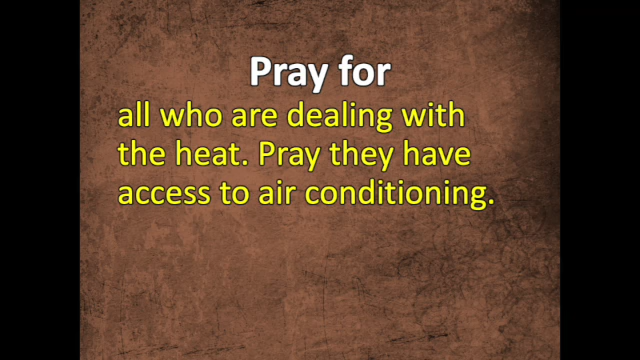 Pray for
all who are dealing with
the heat. Pray they have
access to air conditioning.